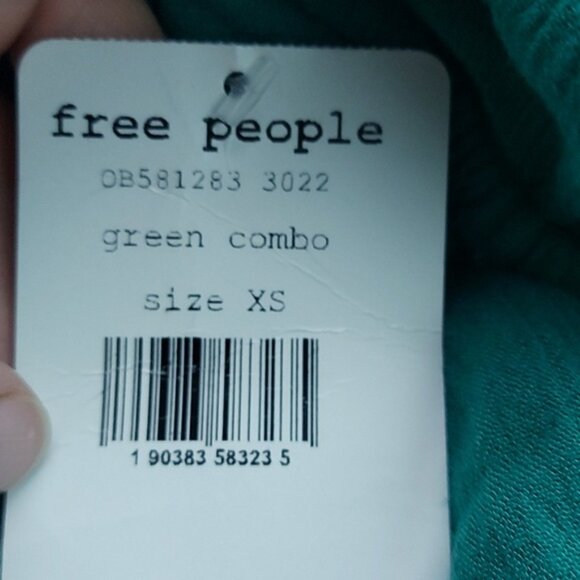 free people
OB581283 3022
green combo
size XS
1 90383 58323 5